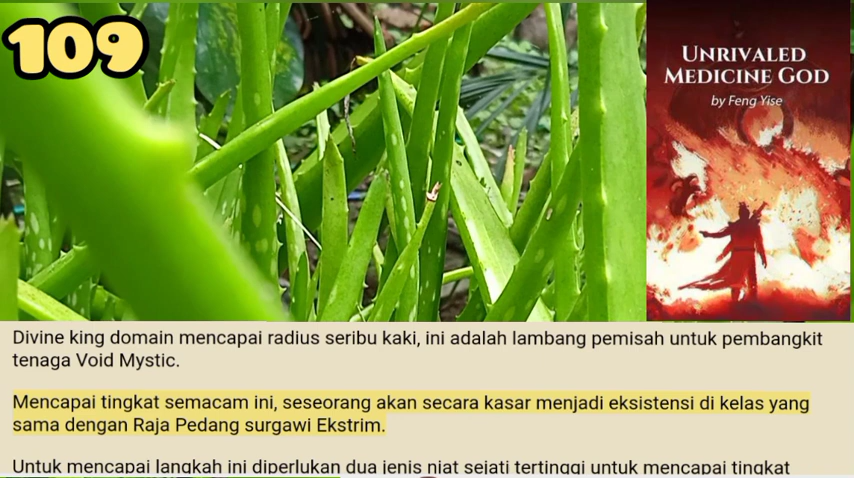 109
UNRIVALED
MEDICINE GOD
by Feng Yise
Divine king domain mencapai radius seribu kaki, ini adalah lambang pemisah untuk pembangkit
tenaga Void Mystic.
Mencapai tingkat semacam ini, seseorang akan secara kasar menjadi eksistensi di kelas yang
sama dengan Raja Pedang surgawi Ekstrim.
Untuk mencapai langkah ini diperlukan dua jenis niat sejati tertinggi untuk mencapai tingkat